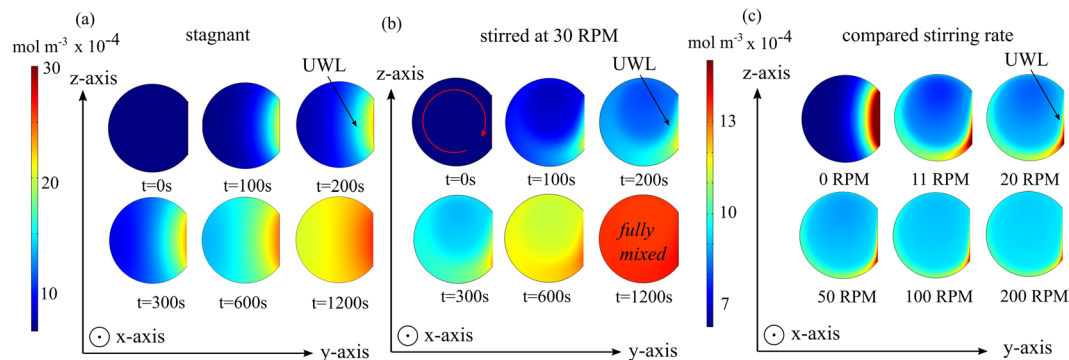 (a)
stagnant
mol m⁻³ x 10⁻⁴
30
20
10
z-axis
UWL
t=0s
t=100s
t=200s
t=300s
t=600s
t=1200s
x-axis
y-axis
(b)
stirred at 30 RPM
z-axis
UWL
t=0s
t=100s
t=200s
fully
mixed
t=300s
t=600s
t=1200s
x-axis
y-axis
(c)
compared stirring rate
mol m⁻³ x 10⁻⁴
13
10
7
z-axis
UWL
0 RPM
11 RPM
20 RPM
50 RPM
100 RPM
200 RPM
x-axis
y-axis